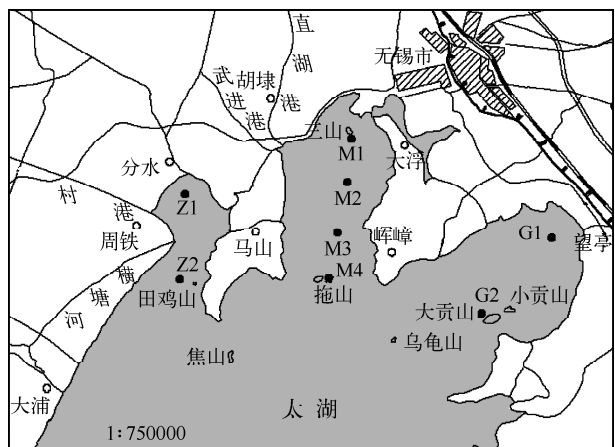 直湖港
武进港
胡埭
无锡市
三山
M1
大浮
分水
M2
村港
Z1
周铁
马山
M3
峄嶂
G1
望亭
横塘河
Z2
田鸡山
M4
拖山
G2
小贡山
大贡山
乌龟山
焦山
大浦
太湖
1:750000